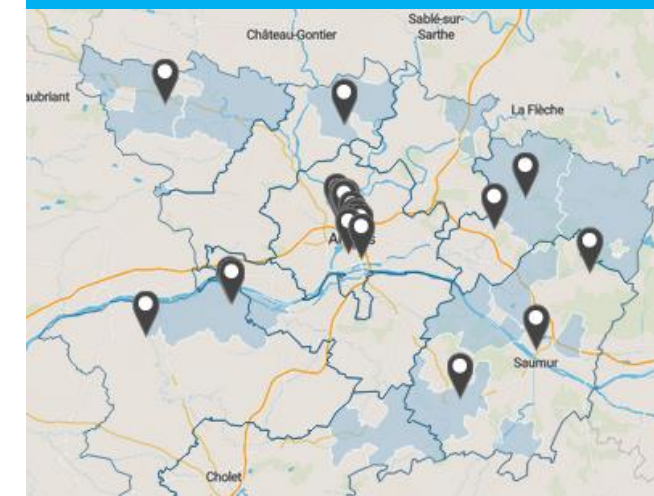 Sablé-sur-
Sarthe
Château-Gontier
aubriant
La Flèche
Saumur
Cholet